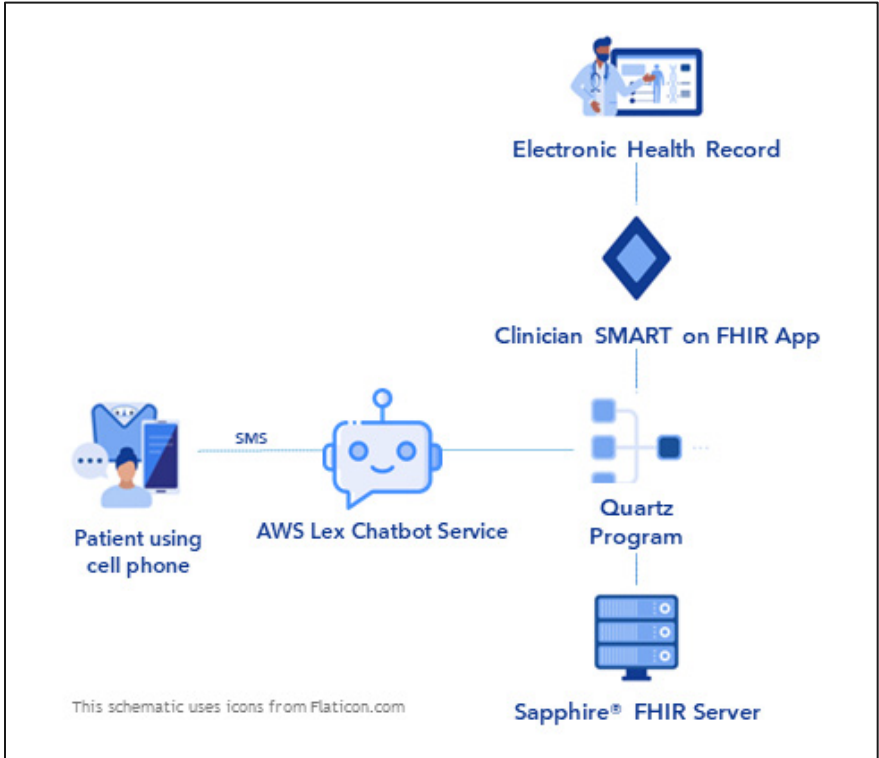 Electronic Health Record
Clinician SMART on FHIR App
SMS
AWS Lex Chatbot Service
Patient using
cell phone
Quartz
Program
Sapphire® FHIR Server
This schematic uses icons from Flaticon.com